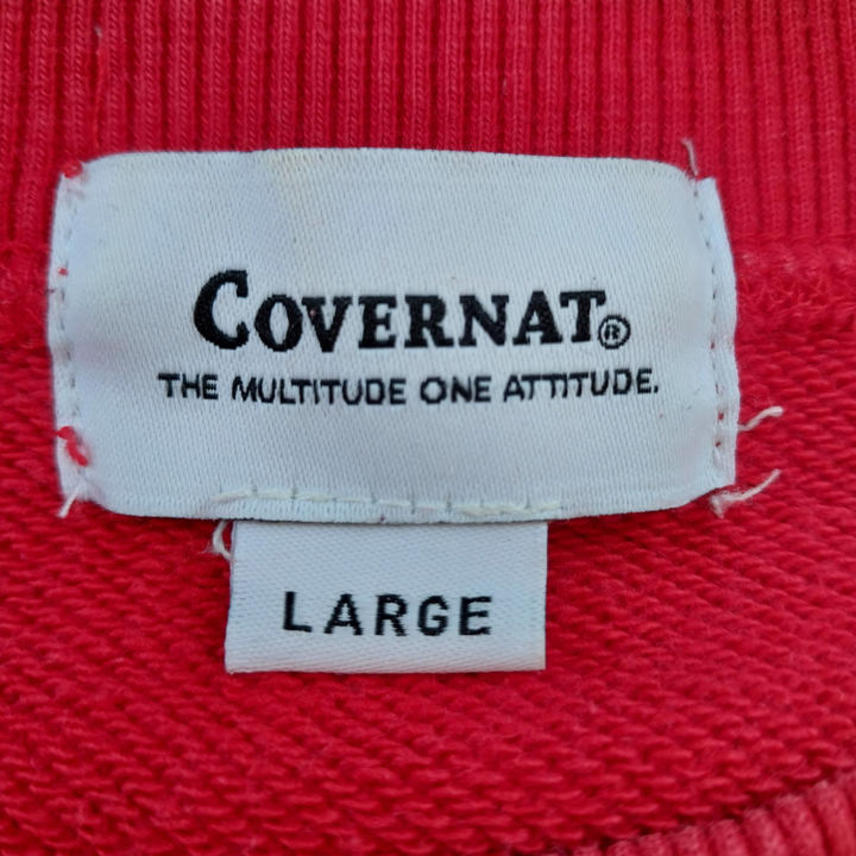 COVERNAT®
THE MULTITUDE ONE ATTITUDE.
LARGE